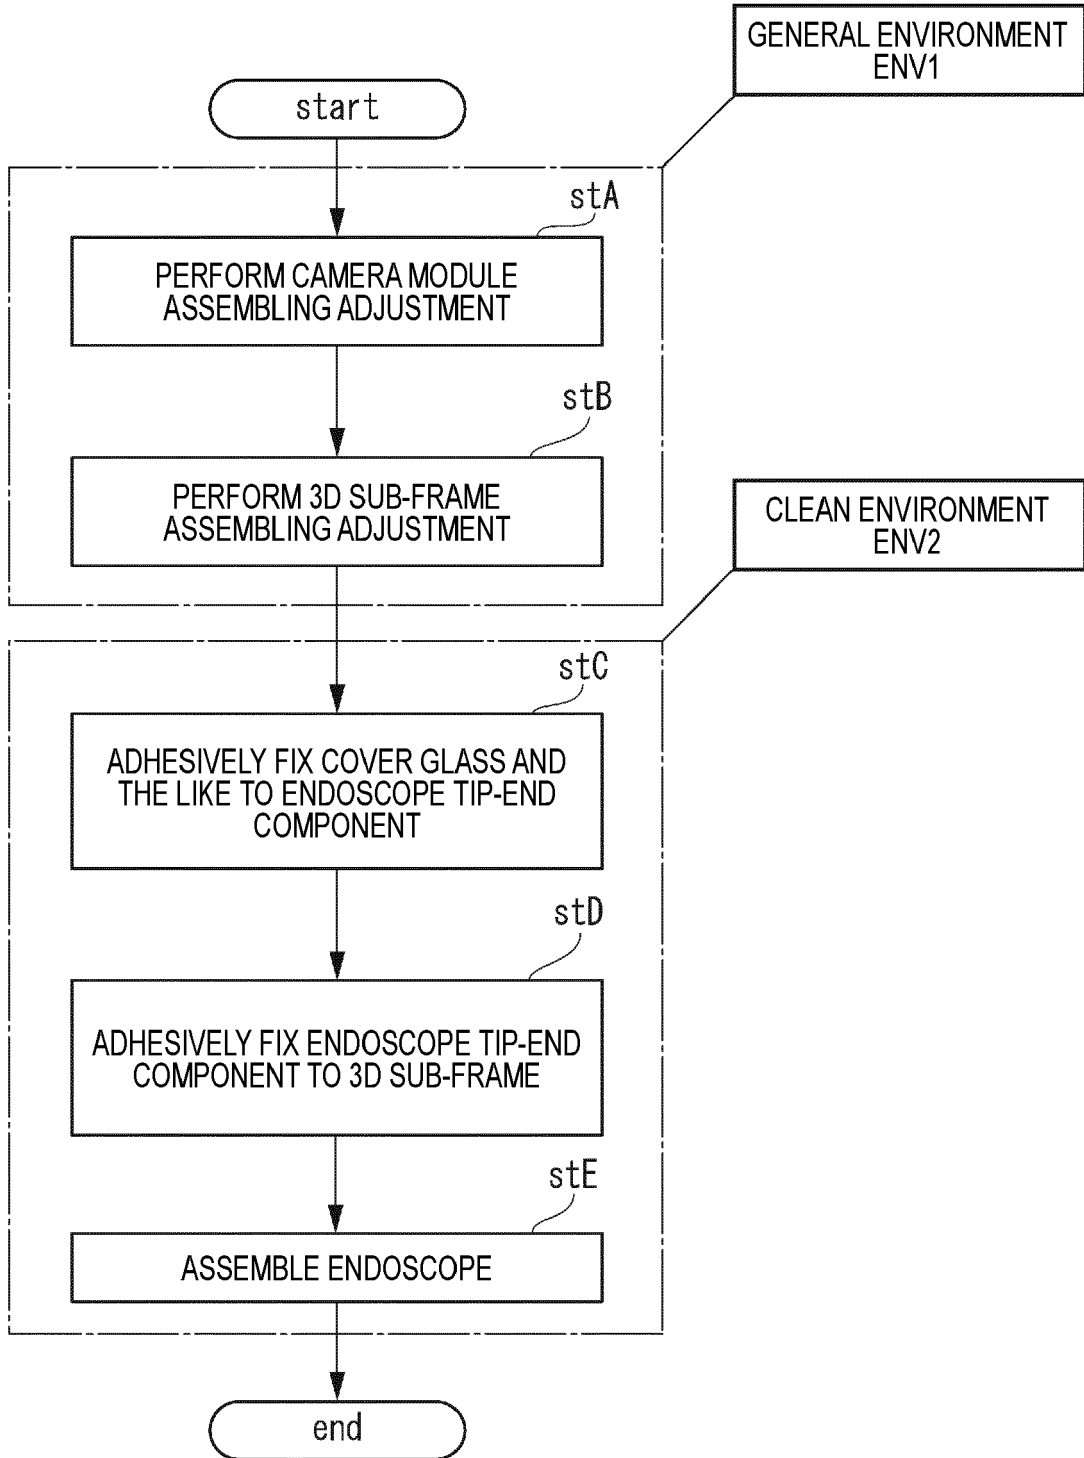 GENERAL ENVIRONMENT
ENV1
start
stA
PERFORM CAMERA MODULE
ASSEMBLING ADJUSTMENT
stB
PERFORM 3D SUB-FRAME
ASSEMBLING ADJUSTMENT
CLEAN ENVIRONMENT
ENV2
stC
ADHESIVELY FIX COVER GLASS AND
THE LIKE TO ENDOSCOPE TIP-END
COMPONENT
stD
ADHESIVELY FIX ENDOSCOPE TIP-END
COMPONENT TO 3D SUB-FRAME
stE
ASSEMBLE ENDOSCOPE
end